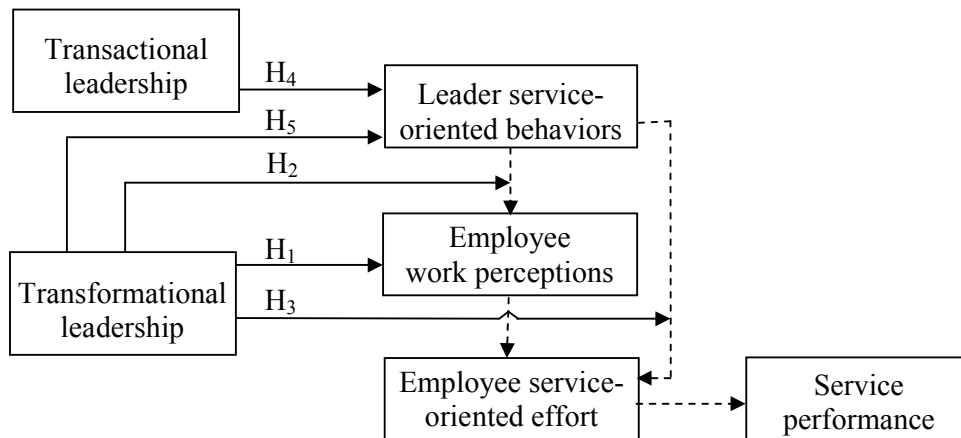 Transactional
leadership
H4
Leader service-
oriented behaviors
H5
H2
Employee
work perceptions
H1
Transformational
leadership
H3
Employee service-
oriented effort
Service
performance